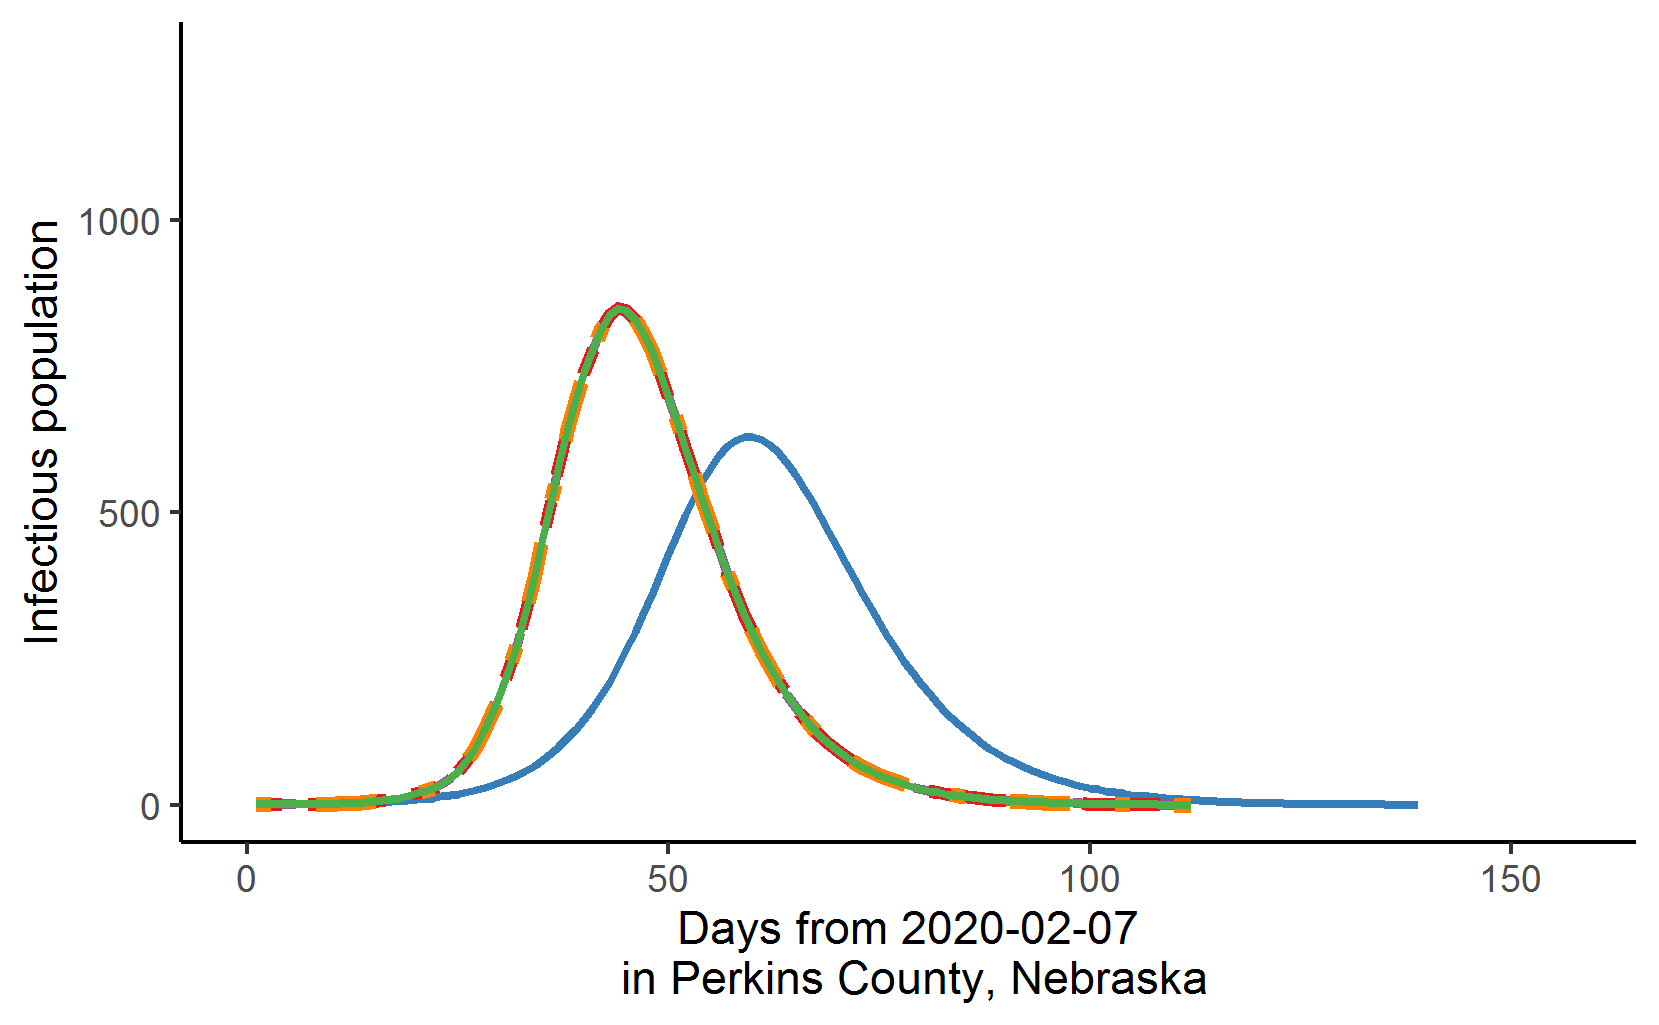 Infectious population
1000
500
0
0 50 100 150
Days from 2020-02-07
in Perkins County, Nebraska